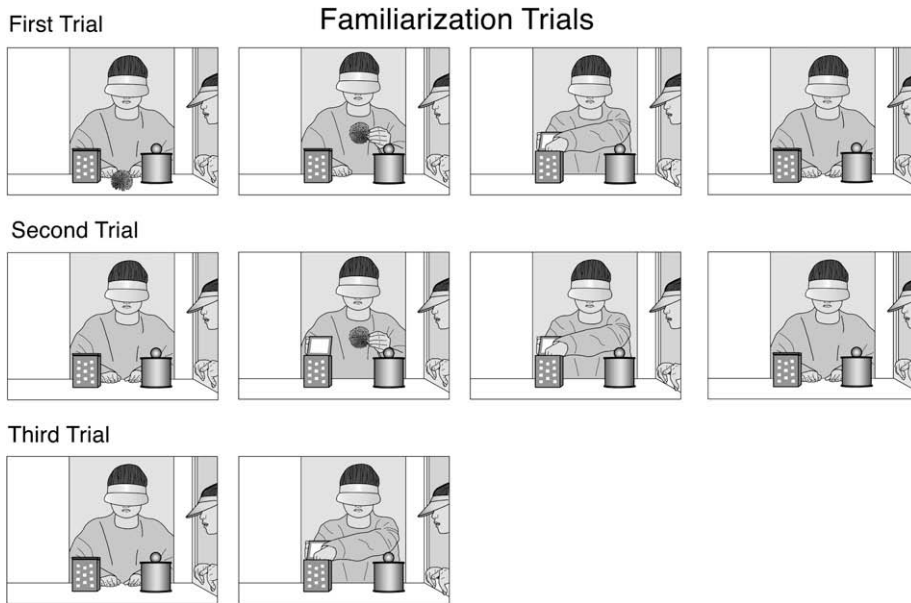 Familiarization Trials
First Trial
Second Trial
Third Trial